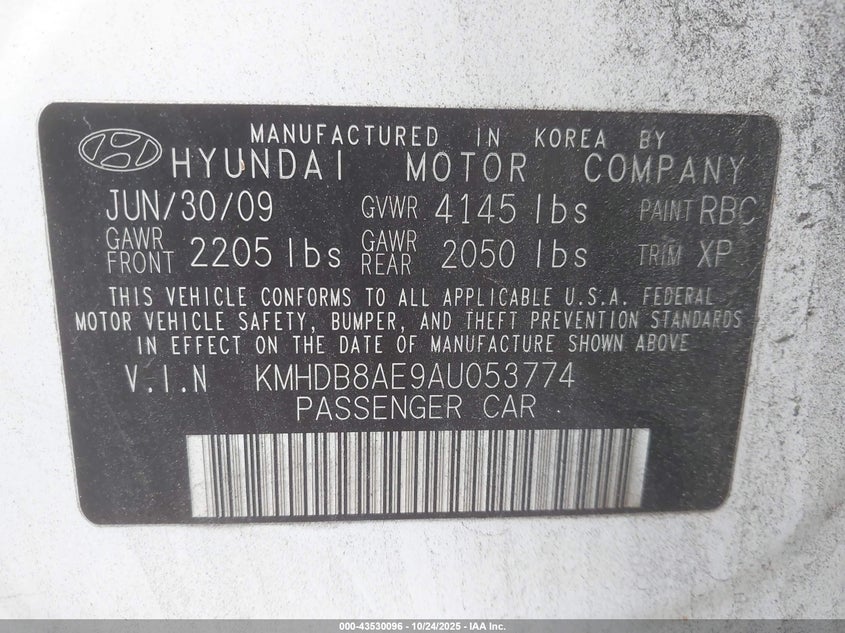 MANUFACTURED IN KOREA BY
HYUNDAI MOTOR COMPANY
JUN/30/09 GVWR 4145 lbs PAINT RBC
GAWR FRONT 2205 lbs GAWR REAR 2050 lbs TRIM XP
THIS VEHICLE CONFORMS TO ALL APPLICABLE U.S.A. FEDERAL
MOTOR VEHICLE SAFETY, BUMPER, AND THEFT PREVENTION STANDARDS
IN EFFECT ON THE DATE OF MANUFACTURE SHOWN ABOVE
V.I.N KMHDB8AE9AU053774
PASSENGER CAR
000-43530096 - 10/24/2025 - IAA Inc.